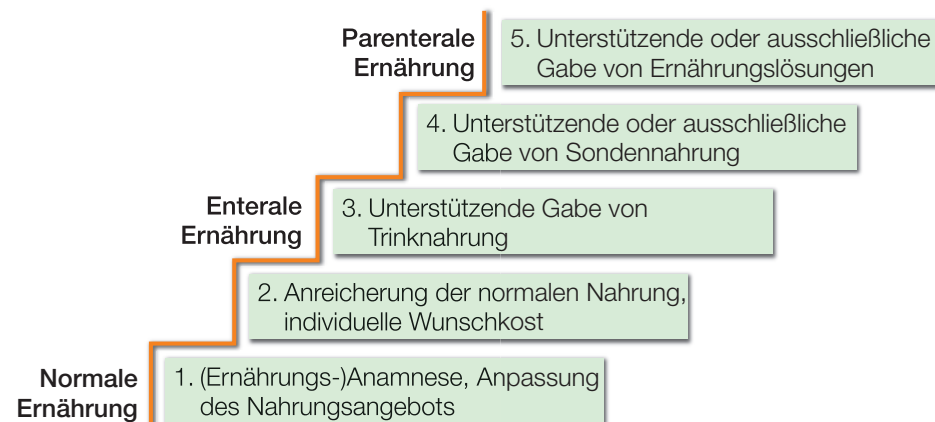 Parenterale
Ernährung
5. Unterstützende oder ausschließliche
Gabe von Ernährungslösungen
4. Unterstützende oder ausschließliche
Gabe von Sondennahrung
Enterale
Ernährung
3. Unterstützende Gabe von
Trinknahrung
2. Anreicherung der normalen Nahrung,
individuelle Wunschkost
Normale
Ernährung
1. (Ernährungs-)Anamnese, Anpassung
des Nahrungsangebots